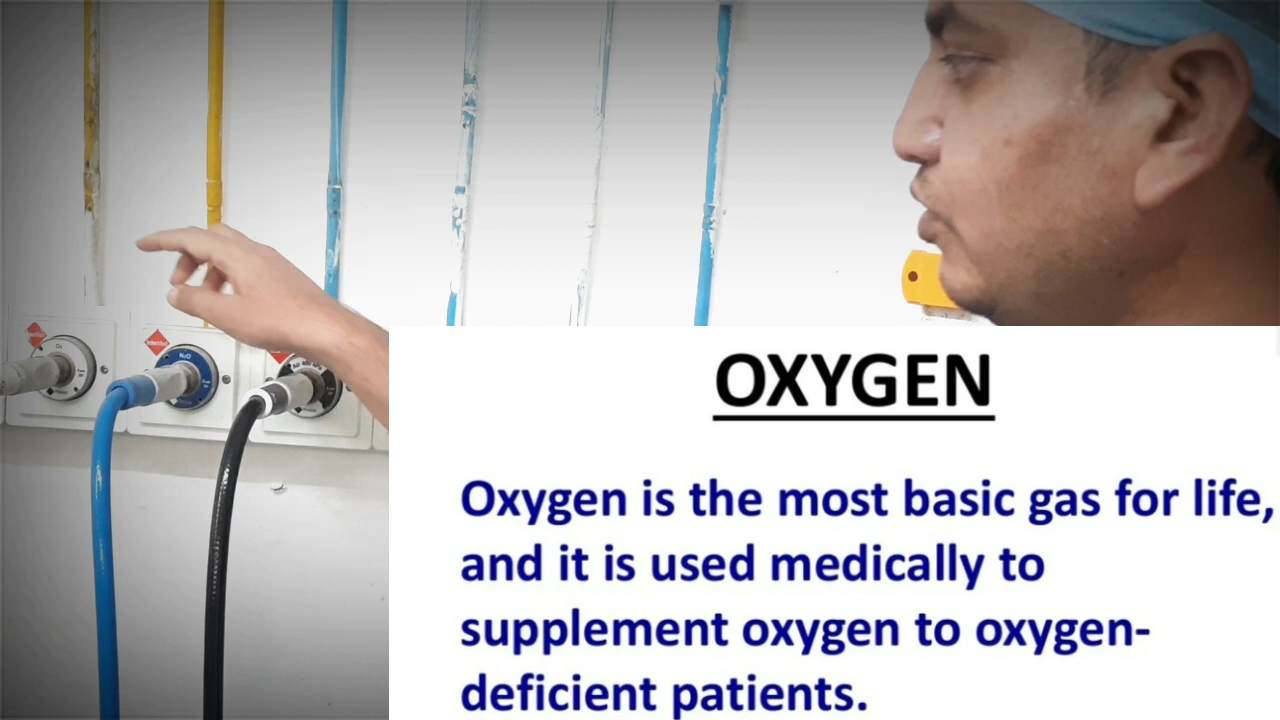 O₂
N₂O
OXYGEN
Oxygen is the most basic gas for life,
and it is used medically to
supplement oxygen to oxygen-
deficient patients.